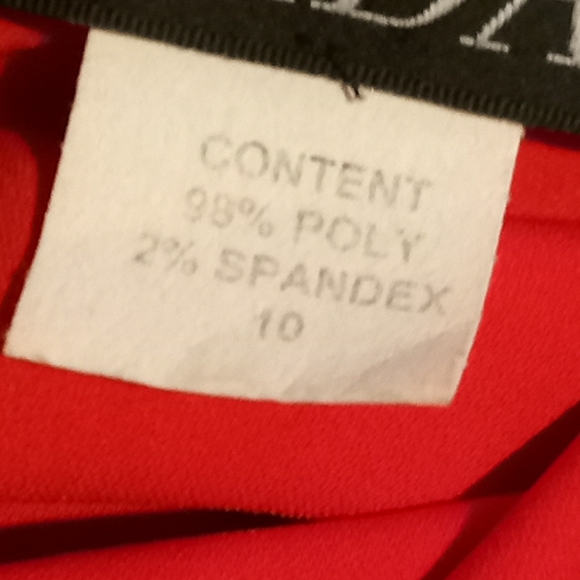 CONTENT
98% POLY
2% SPANDEX
10